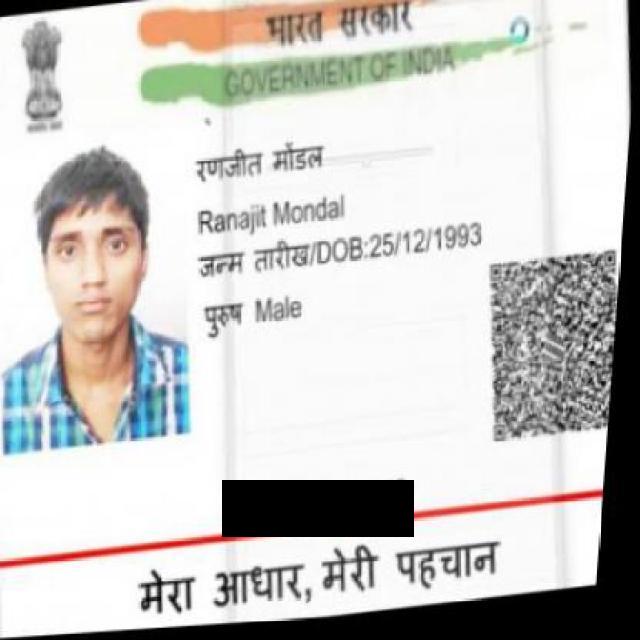 भारत सरकार
GOVERNMENT OF INDIA
रणजीत मोंडल
Ranajit Mondal
जन्म तारीख/DOB:25/12/1993
पुरुष Male
मेरा आधार, मेरी पहचान